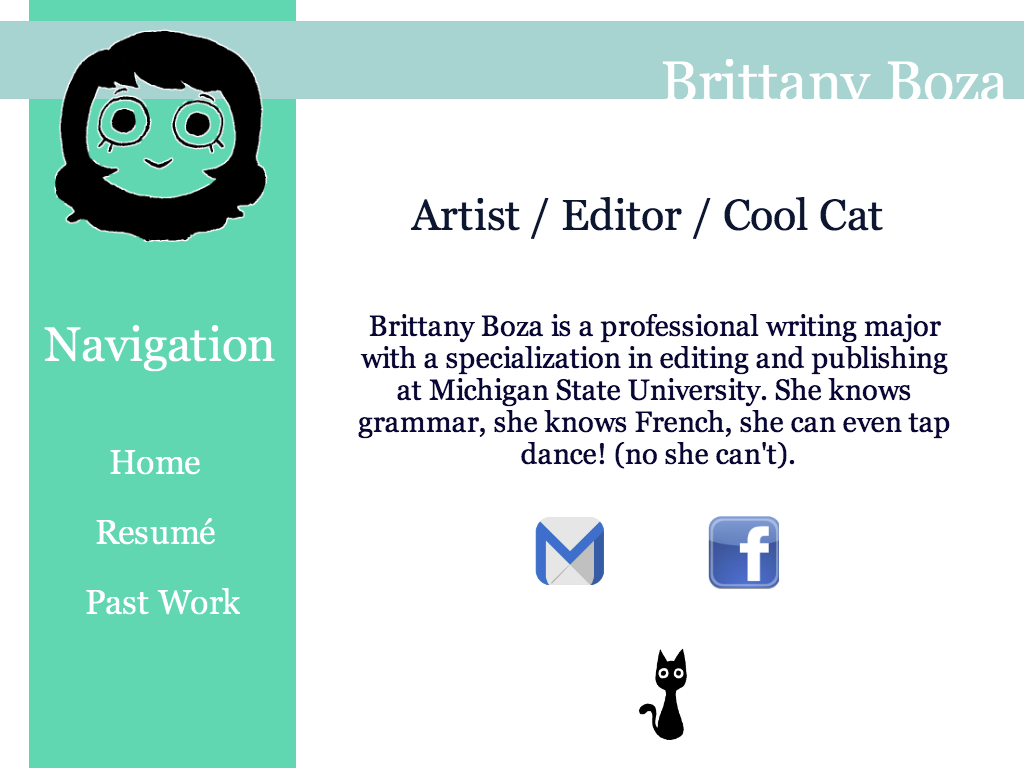 Brittany Boza
Artist / Editor / Cool Cat
Navigation
Home
Resumé
Past Work
Brittany Boza is a professional writing major
with a specialization in editing and publishing
at Michigan State University. She knows
grammar, she knows French, she can even tap
dance! (no she can't).
f